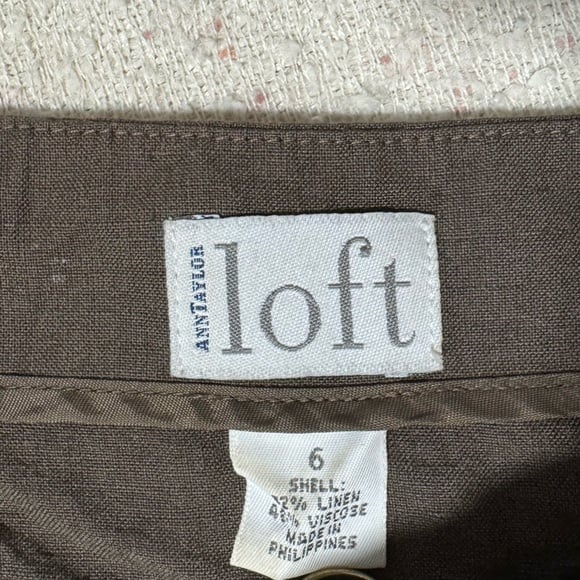 ANNTAYLOR
loft
6
SHELL:
LINEN
VISCOSE
MADE IN
PHILIPPINES